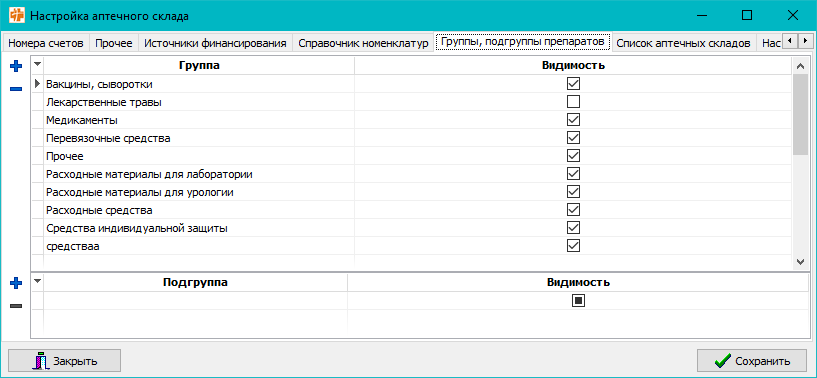 Настройка аптечного склада
Номера счетов Прочее Источники финансирования Справочник номенклатур Группы, подгруппы препаратов Список аптечных складов Нас
Группа Видимость
Вакцины, сыворотки
Лекарственные травы
Медикаменты
Перевязочные средства
Прочее
Расходные материалы для лаборатории
Расходные материалы для урологии
Расходные средства
Средства индивидуальной защиты
средстваа
Подгруппа Видимость
Закрыть Сохранить